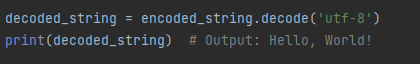 decoded_string = encoded_string.decode('utf-8')
print(decoded_string)  # Output: Hello, World!